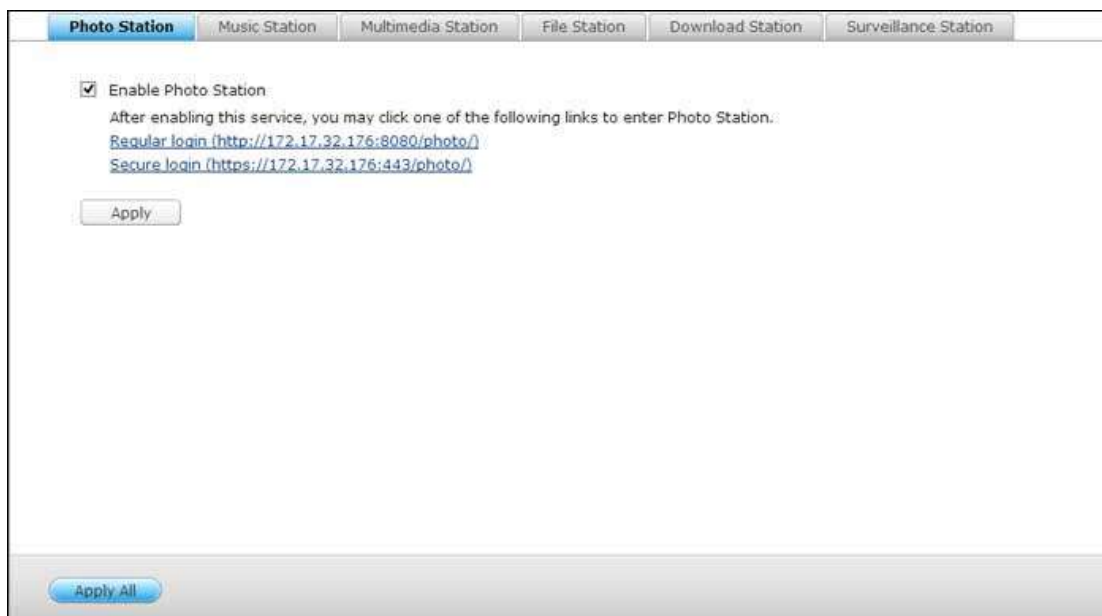 Photo Station Music Station Multimedia Station File Station Download Station Surveillance Station
Enable Photo Station
After enabling this service, you may click one of the following links to enter Photo Station.
Regular login (http://172.17.32.176:8080/photo/)
Secure login (https://172.17.32.176:443/photo/)
Apply
Apply All